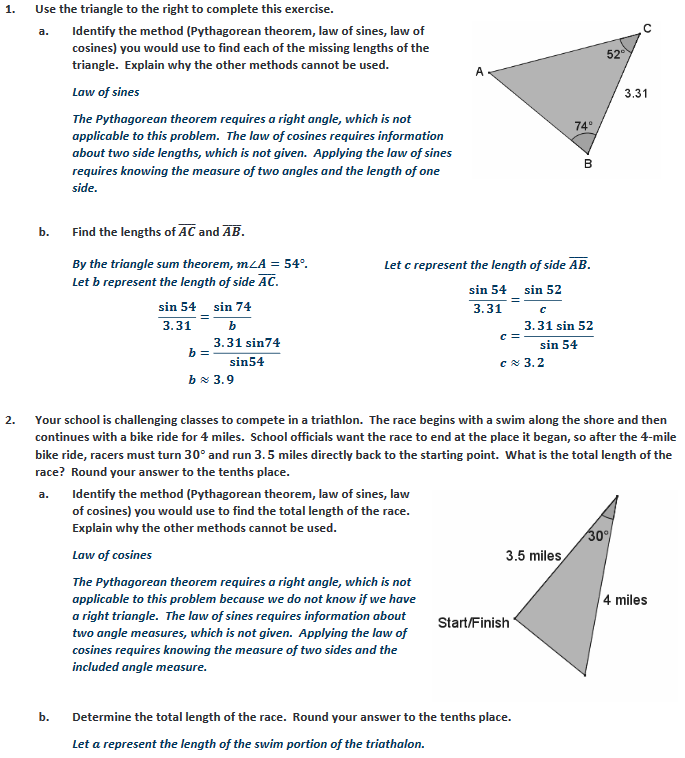 1. Use the triangle to the right to complete this exercise.
a. Identify the method (Pythagorean theorem, law of sines, law of
cosines) you would use to find each of the missing lengths of the
triangle. Explain why the other methods cannot be used.
Law of sines
The Pythagorean theorem requires a right angle, which is not
applicable to this problem. The law of cosines requires information
about two side lengths, which is not given. Applying the law of sines
requires knowing the measure of two angles and the length of one
side.
C
52°
A
3.31
74°
B
b. Find the lengths of A̅C̅ and A̅B̅.
By the triangle sum theorem, m∠A = 54°.
Let b represent the length of side A̅C̅.
sin 54 / 3.31 = sin 74 / b
b = 3.31 sin74 / sin54
b ≈ 3.9
Let c represent the length of side A̅B̅.
sin 54 / 3.31 = sin 52 / c
c = 3.31 sin 52 / sin 54
c ≈ 3.2
2. Your school is challenging classes to compete in a triathlon. The race begins with a swim along the shore and then
continues with a bike ride for 4 miles. School officials want the race to end at the place it began, so after the 4-mile
bike ride, racers must turn 30° and run 3.5 miles directly back to the starting point. What is the total length of the
race? Round your answer to the tenths place.
a. Identify the method (Pythagorean theorem, law of sines, law
of cosines) you would use to find the total length of the race.
Explain why the other methods cannot be used.
Law of cosines
The Pythagorean theorem requires a right angle, which is not
applicable to this problem because we do not know if we have
a right triangle. The law of sines requires information about
two angle measures, which is not given. Applying the law of
cosines requires knowing the measure of two sides and the
included angle measure.
30°
3.5 miles
4 miles
Start/Finish
b. Determine the total length of the race. Round your answer to the tenths place.
Let a represent the length of the swim portion of the triathalon.